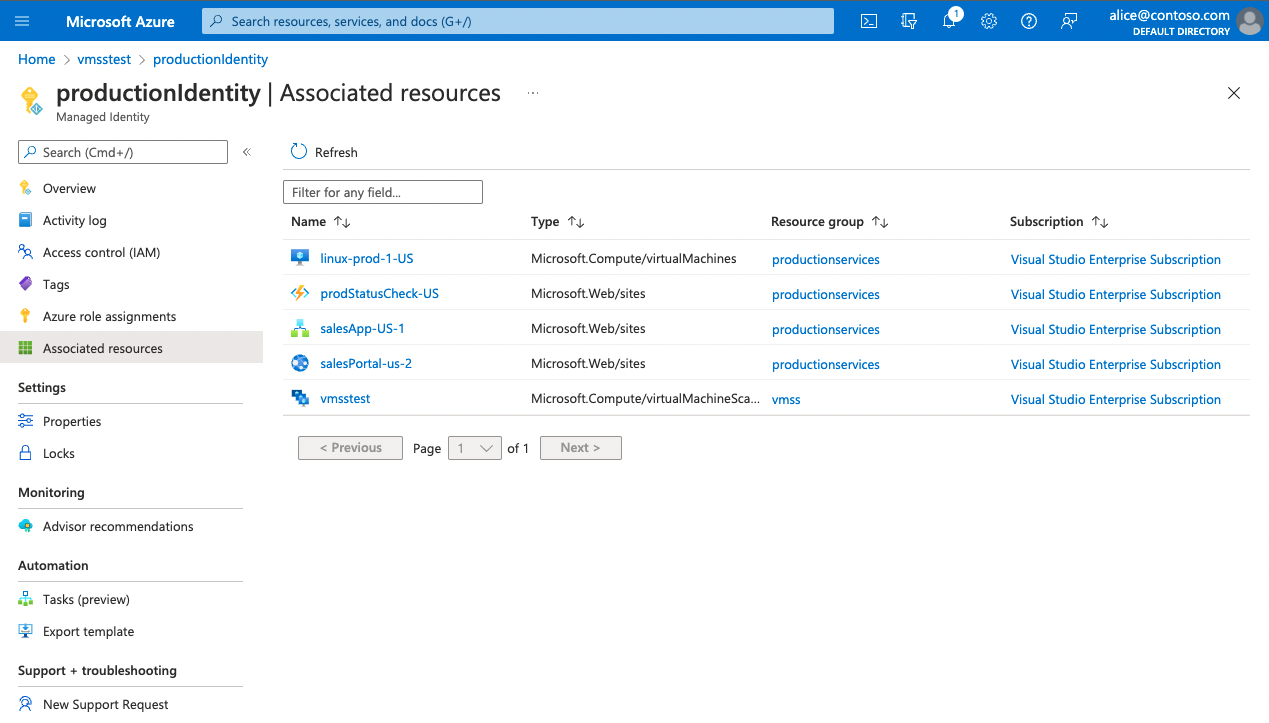 Microsoft Azure
Search resources, services, and docs (G+/)
1
alice@contoso.com
DEFAULT DIRECTORY
Home > vmsstest > productionIdentity
productionIdentity | Associated resources ...
Managed Identity
Search (Cmd+/)
«
Refresh
Overview
Activity log
Access control (IAM)
Tags
Azure role assignments
Associated resources
Settings
Properties
Locks
Monitoring
Advisor recommendations
Automation
Tasks (preview)
Export template
Support + troubleshooting
New Support Request
Filter for any field...
Name ↑↓ Type ↑↓ Resource group ↑↓ Subscription ↑↓
linux-prod-1-US Microsoft.Compute/virtualMachines productionservices Visual Studio Enterprise Subscription
prodStatusCheck-US Microsoft.Web/sites productionservices Visual Studio Enterprise Subscription
salesApp-US-1 Microsoft.Web/sites productionservices Visual Studio Enterprise Subscription
salesPortal-us-2 Microsoft.Web/sites productionservices Visual Studio Enterprise Subscription
vmsstest Microsoft.Compute/virtualMachineSca... vmss Visual Studio Enterprise Subscription
< Previous Page 1 of 1 Next >